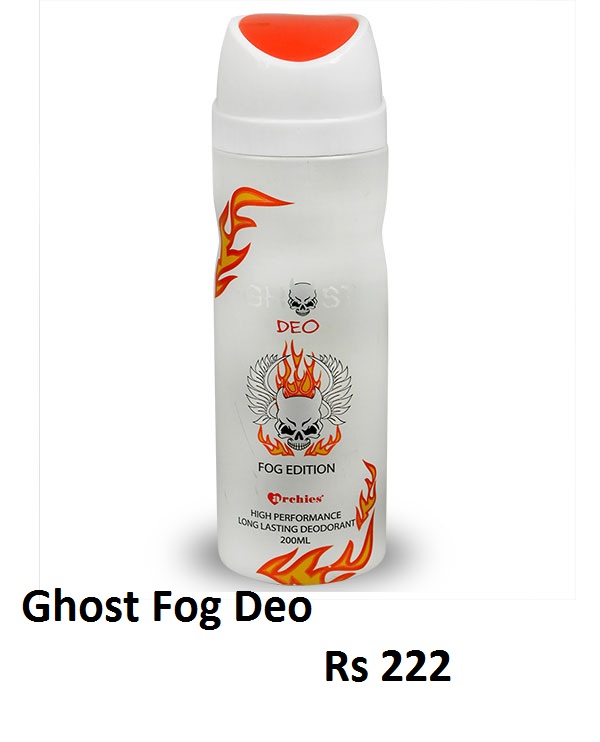 GHOST
DEO
FOG EDITION
Archies
HIGH PERFORMANCE
LONG LASTING DEODORANT
200ML
Ghost Fog Deo
Rs 222